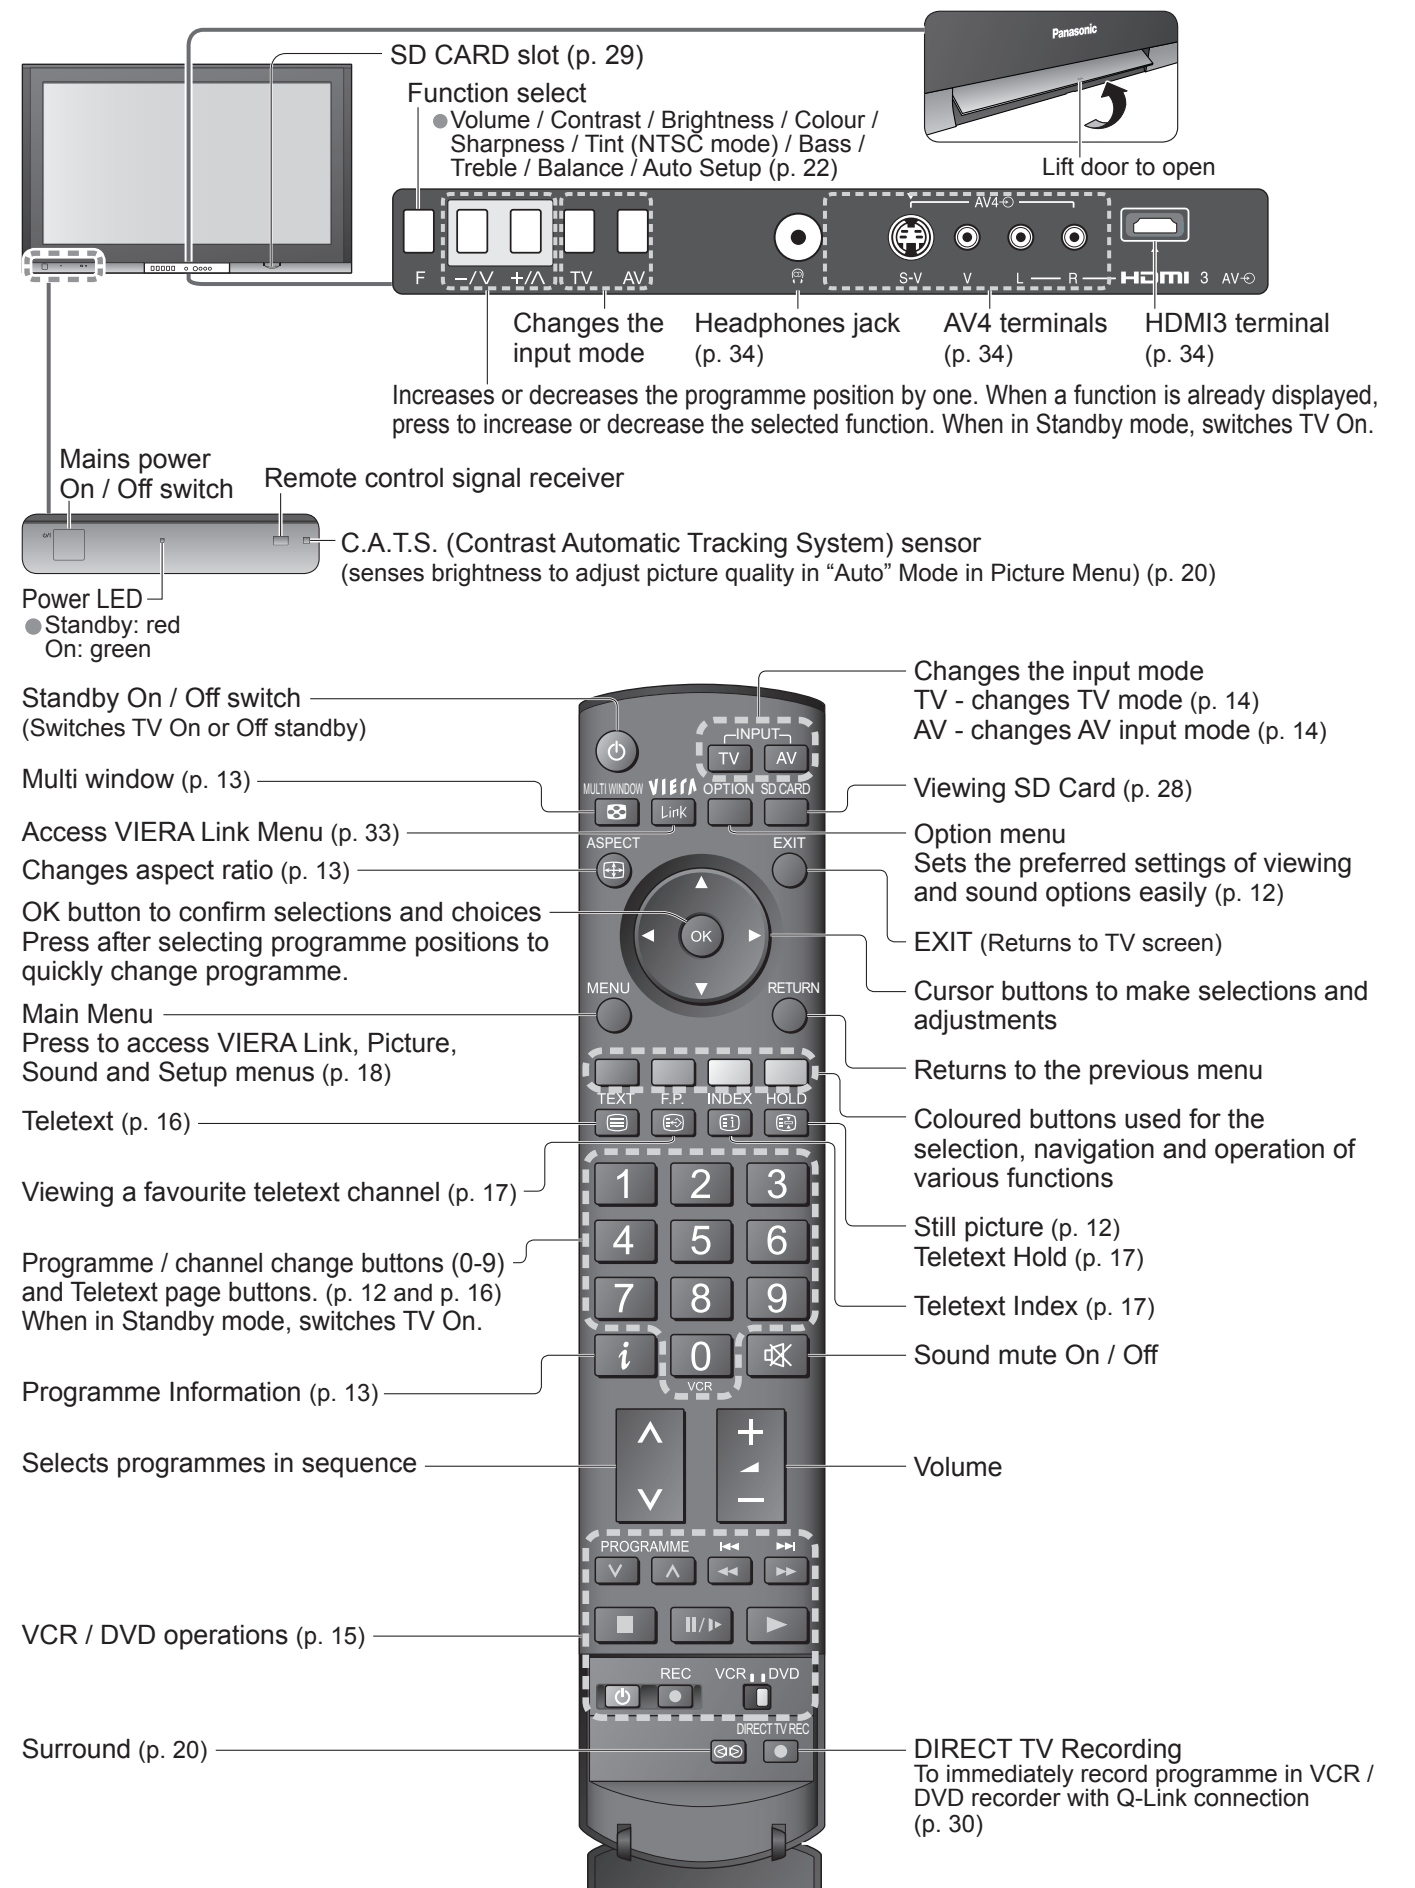 SD CARD slot (p. 29)
Panasonic
Function select
Volume / Contrast / Brightness / Colour /
Sharpness / Tint (NTSC mode) / Bass /
Treble / Balance / Auto Setup (p. 22)
Lift door to open
AV4
F
−/∨
+/∧
TV
AV
S-V
V
L
R
HDMI 3 AV
Changes the
input mode
Headphones jack
(p. 34)
AV4 terminals
(p. 34)
HDMI3 terminal
(p. 34)
Increases or decreases the programme position by one. When a function is already displayed,
press to increase or decrease the selected function. When in Standby mode, switches TV On.
Mains power
On / Off switch
Remote control signal receiver
C.A.T.S. (Contrast Automatic Tracking System) sensor
(senses brightness to adjust picture quality in “Auto” Mode in Picture Menu) (p. 20)
Power LED
Standby: red
On: green
Standby On / Off switch
(Switches TV On or Off standby)
Multi window (p. 13)
Access VIERA Link Menu (p. 33)
Changes aspect ratio (p. 13)
OK button to confirm selections and choices
Press after selecting programme positions to
quickly change programme.
Main Menu
Press to access VIERA Link, Picture,
Sound and Setup menus (p. 18)
Teletext (p. 16)
Viewing a favourite teletext channel (p. 17)
Programme / channel change buttons (0-9)
and Teletext page buttons. (p. 12 and p. 16)
When in Standby mode, switches TV On.
Programme Information (p. 13)
Selects programmes in sequence
VCR / DVD operations (p. 15)
Surround (p. 20)
INPUT
TV AV
MULTI WINDOW VIERA OPTION SD CARD
Link
ASPECT EXIT
OK
MENU RETURN
TEXT F.P. INDEX HOLD
1 2 3
4 5 6
7 8 9
i 0
VCR
+
−
PROGRAMME
REC VCR DVD
DIRECT TV REC
Changes the input mode
TV - changes TV mode (p. 14)
AV - changes AV input mode (p. 14)
Viewing SD Card (p. 28)
Option menu
Sets the preferred settings of viewing
and sound options easily (p. 12)
EXIT (Returns to TV screen)
Cursor buttons to make selections and
adjustments
Returns to the previous menu
Coloured buttons used for the
selection, navigation and operation of
various functions
Still picture (p. 12)
Teletext Hold (p. 17)
Teletext Index (p. 17)
Sound mute On / Off
Volume
DIRECT TV Recording
To immediately record programme in VCR /
DVD recorder with Q-Link connection
(p. 30)